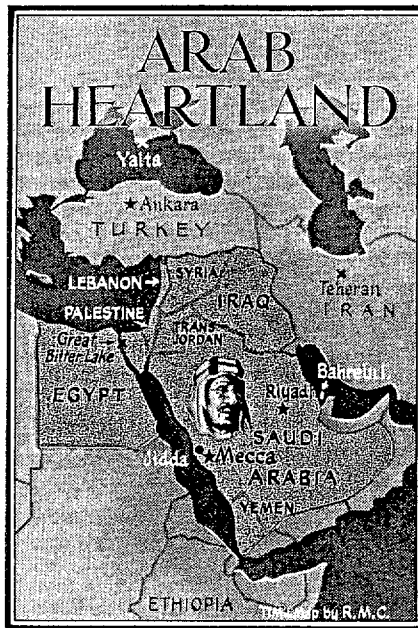 ARAB
HEARTLAND
Yalta
Ankara
TURKEY
Teheran
IRAN
LEBANON
SYRIA
IRAQ
PALESTINE
TRANS-
JORDAN
Great
Bitter Lake
EGYPT
Bahrein I.
Riyadh
SAUDI
ARABIA
Jidda
Mecca
YEMEN
ETHIOPIA
TIME Map by R.M.C.